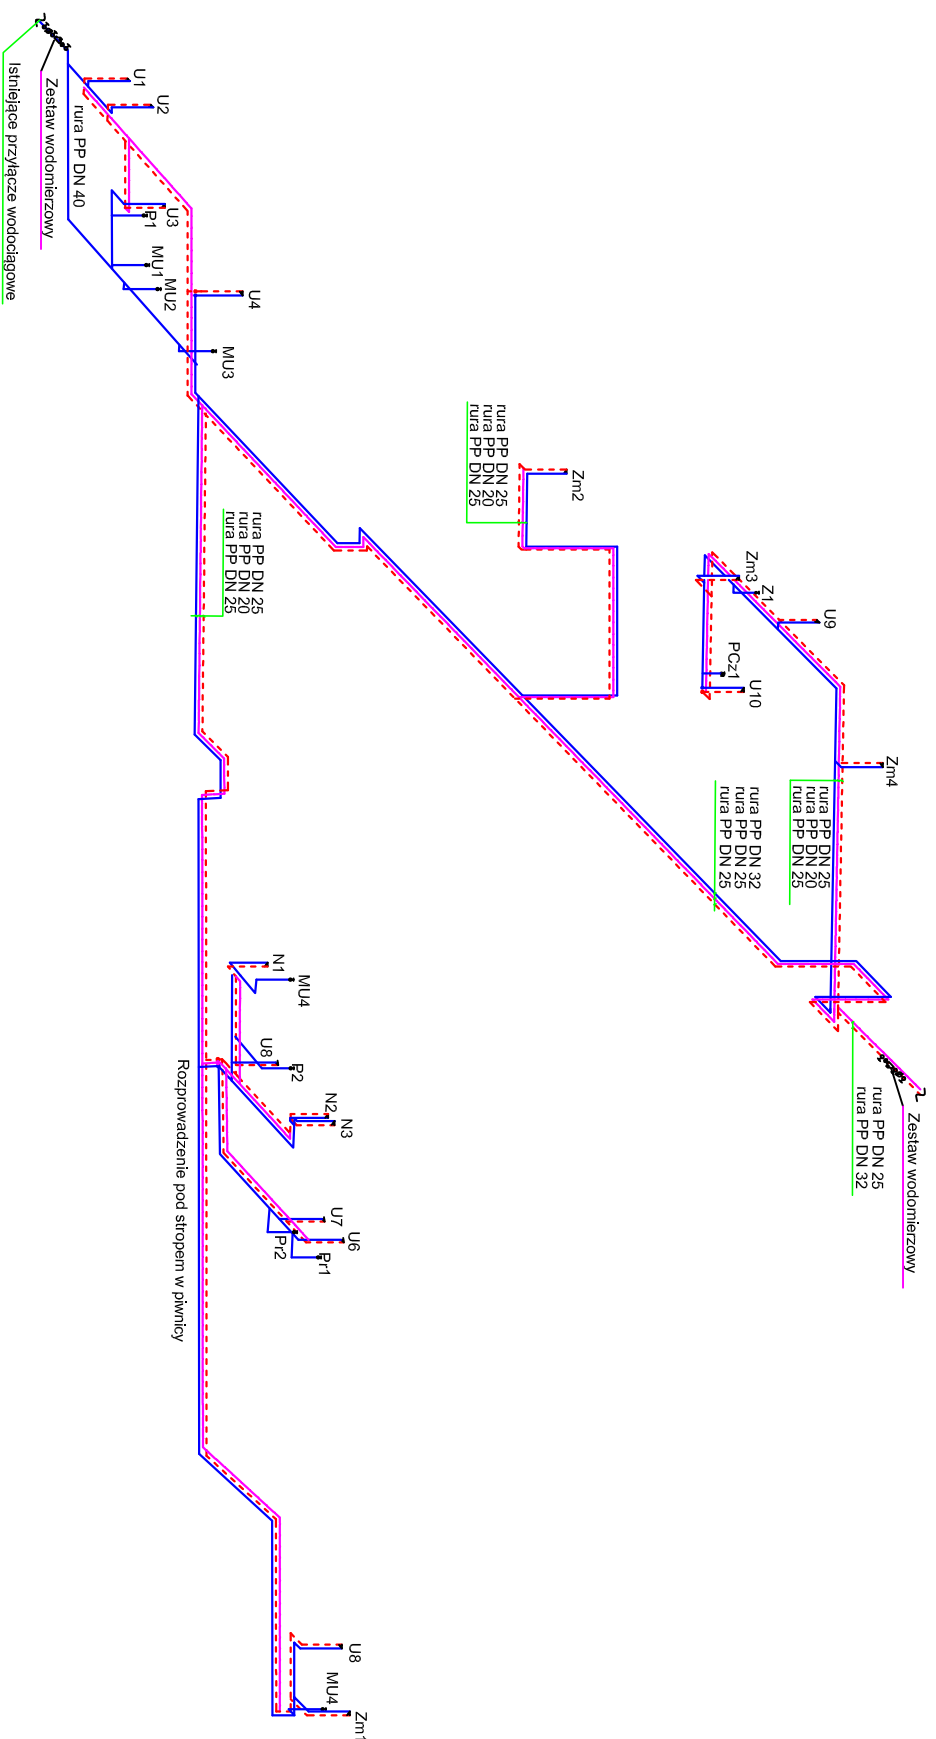 Istniejące przyłącze wodociągowe
Zestaw wodomierzowy
rura PP DN 40
U1
U2
U3
P1
MU1
MU2
U4
MU3
rura PP DN 25
rura PP DN 20
rura PP DN 25
Zm2
rura PP DN 25
rura PP DN 20
rura PP DN 25
Zm3
Z1
U9
PCz1
U10
Zm4
rura PP DN 25
rura PP DN 20
rura PP DN 25
rura PP DN 32
rura PP DN 25
rura PP DN 25
Zestaw wodomierzowy
rura PP DN 25
rura PP DN 32
N1
MU4
U8
P2
N2
N3
U7
U6
Pr2
Pr1
Rozprowadzenie pod stropem w piwnicy
U8
MU4
Zm1